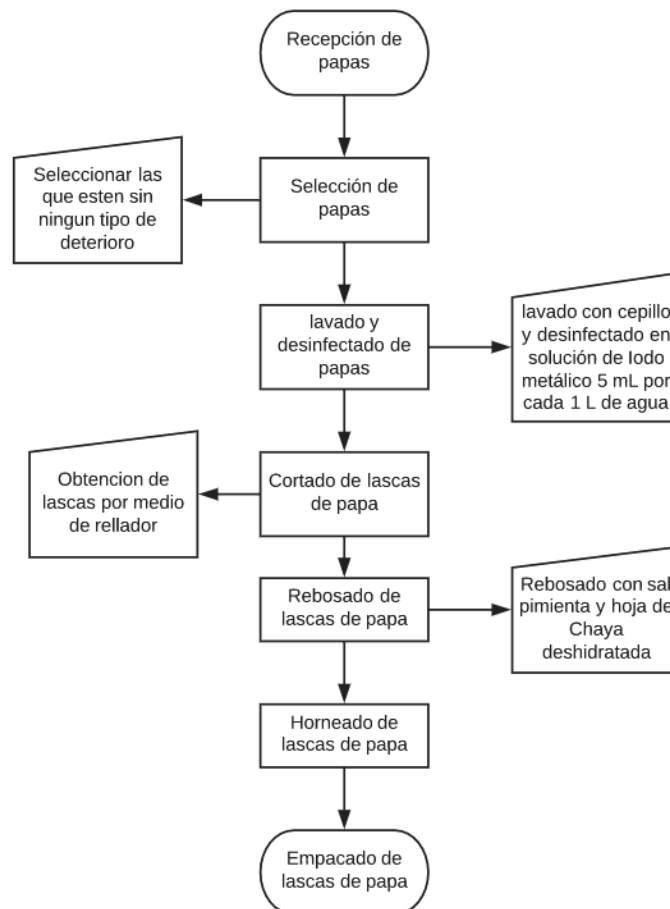 Recepción de
papas
Seleccionar las
que esten sin
ningun tipo de
deterioro
Selección de
papas
lavado y
desinfectado de
papas
lavado con cepillo
y desinfectado en
solución de Iodo
metálico 5 mL por
cada 1 L de agua
Obtencion de
lascas por medio
de rellador
Cortado de lascas
de papa
Rebosado de
lascas de papa
Rebosado con sal
pimienta y hoja de
Chaya
deshidratada
Horneado de
lascas de papa
Empacado de
lascas de papa